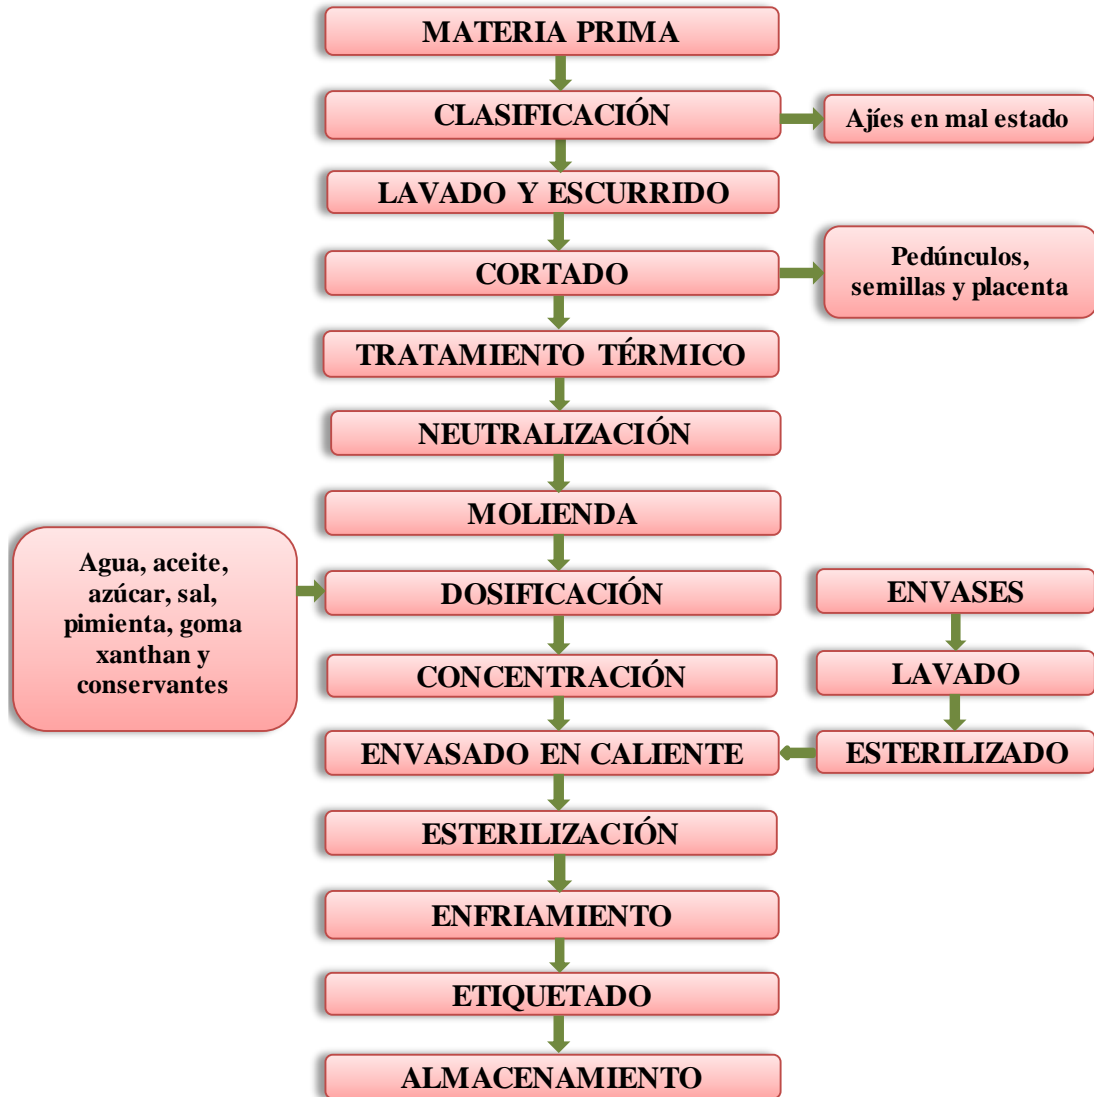 MATERIA PRIMA
CLASIFICACIÓN
Ajíes en mal estado
LAVADO Y ESCURRIDO
CORTADO
Pedúnculos,
semillas y placenta
TRATAMIENTO TÉRMICO
NEUTRALIZACIÓN
MOLIENDA
Agua, aceite,
azúcar, sal,
pimienta, goma
xanthan y
conservantes
DOSIFICACIÓN
ENVASES
CONCENTRACIÓN
LAVADO
ENVASADO EN CALIENTE
ESTERILIZADO
ESTERILIZACIÓN
ENFRIAMIENTO
ETIQUETADO
ALMACENAMIENTO